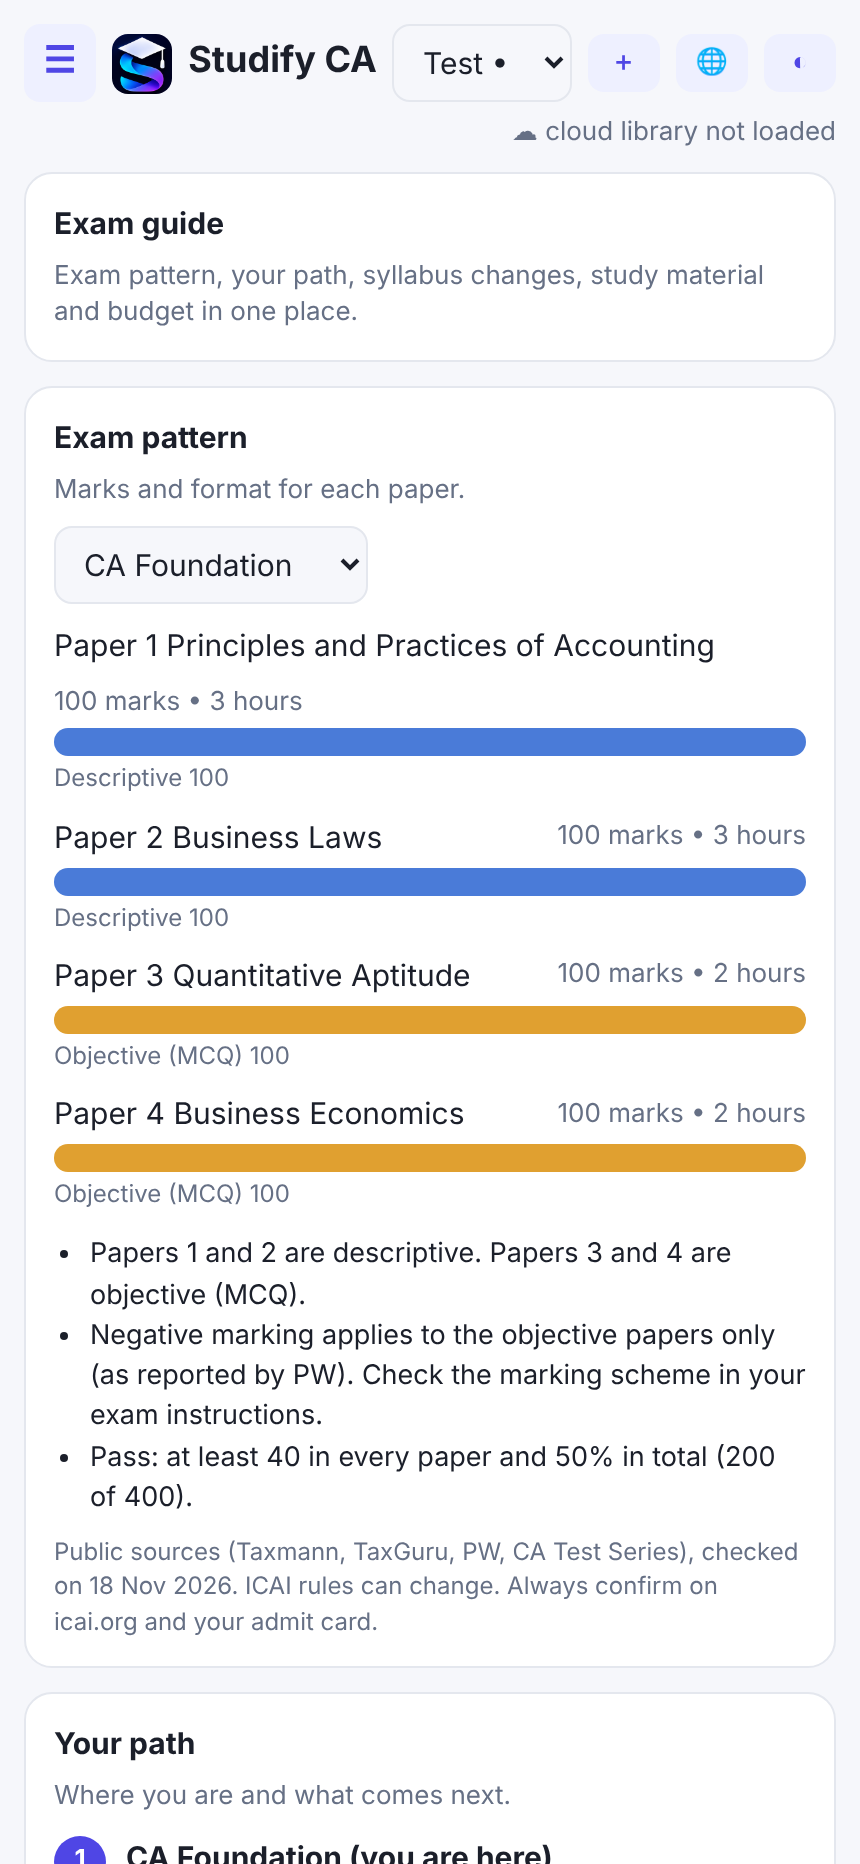 Studify CA
Test •
+
cloud library not loaded
Exam guide
Exam pattern, your path, syllabus changes, study material
and budget in one place.
Exam pattern
Marks and format for each paper.
CA Foundation
Paper 1 Principles and Practices of Accounting
100 marks • 3 hours
Descriptive 100
Paper 2 Business Laws 100 marks • 3 hours
Descriptive 100
Paper 3 Quantitative Aptitude 100 marks • 2 hours
Objective (MCQ) 100
Paper 4 Business Economics 100 marks • 2 hours
Objective (MCQ) 100
• Papers 1 and 2 are descriptive. Papers 3 and 4 are
objective (MCQ).
• Negative marking applies to the objective papers only
(as reported by PW). Check the marking scheme in your
exam instructions.
• Pass: at least 40 in every paper and 50% in total (200
of 400).
Public sources (Taxmann, TaxGuru, PW, CA Test Series), checked
on 18 Nov 2026. ICAI rules can change. Always confirm on
icai.org and your admit card.
Your path
Where you are and what comes next.
1 CA Foundation (you are here)